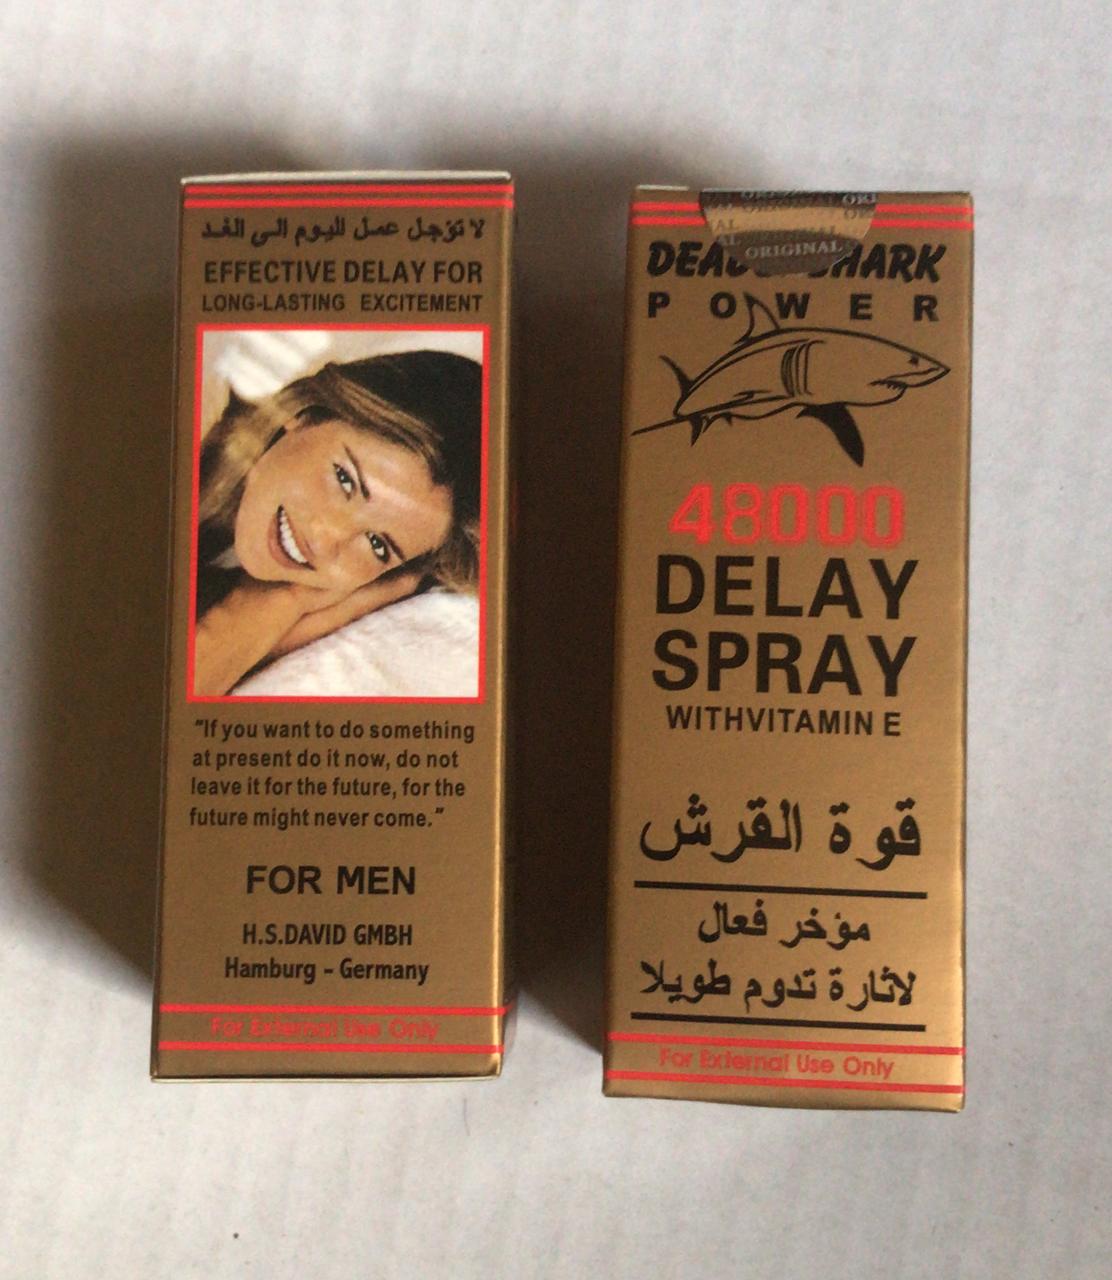 لا تؤجل عمل لليوم الى الغد
EFFECTIVE DELAY FOR
LONG-LASTING EXCITEMENT
"If you want to do something
at present do it now, do not
leave it for the future, for the
future might never come."
FOR MEN
H.S.DAVID GMBH
Hamburg - Germany
For External Use Only
ORIGINAL
SHARK
POWER
48000
DELAY
SPRAY
WITHVITAMIN E
قوة القرش
مؤخر فعال
لاثارة تدوم طويلا
For External Use Only